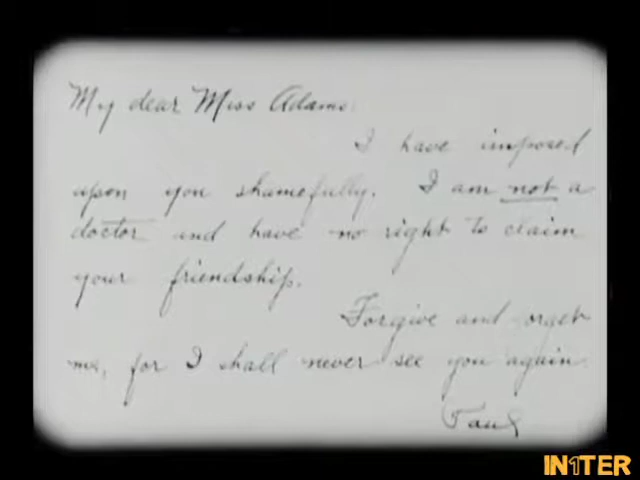 My dear Miss Adams:
I have imposed
upon you shamefully. I am not a
doctor and have no right to claim
your friendship.
Forgive and forget
me, for I shall never see you again.
Paul
IN1TER